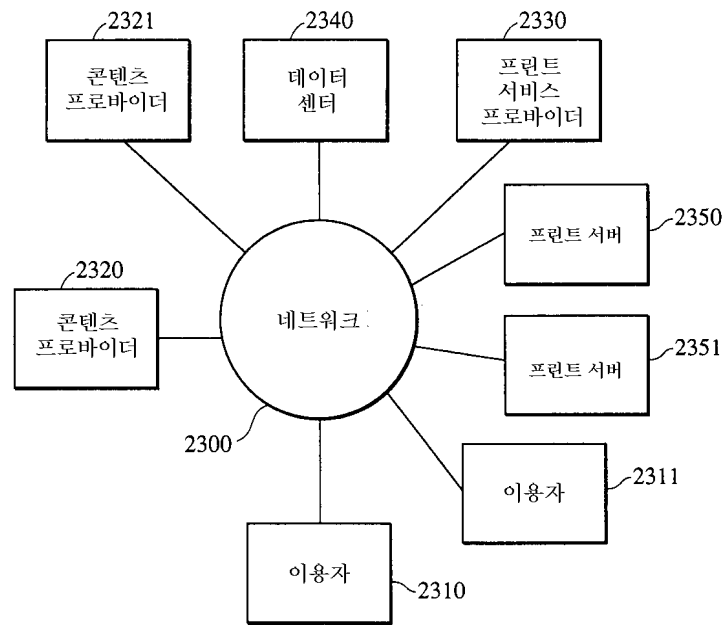 2321
콘텐츠
프로바이더
2340
데이터
센터
2330
프린트
서비스
프로바이더
2350
프린트 서버
2320
콘텐츠
프로바이더
네트워크
2351
프린트 서버
2300
2311
이용자
2310
이용자